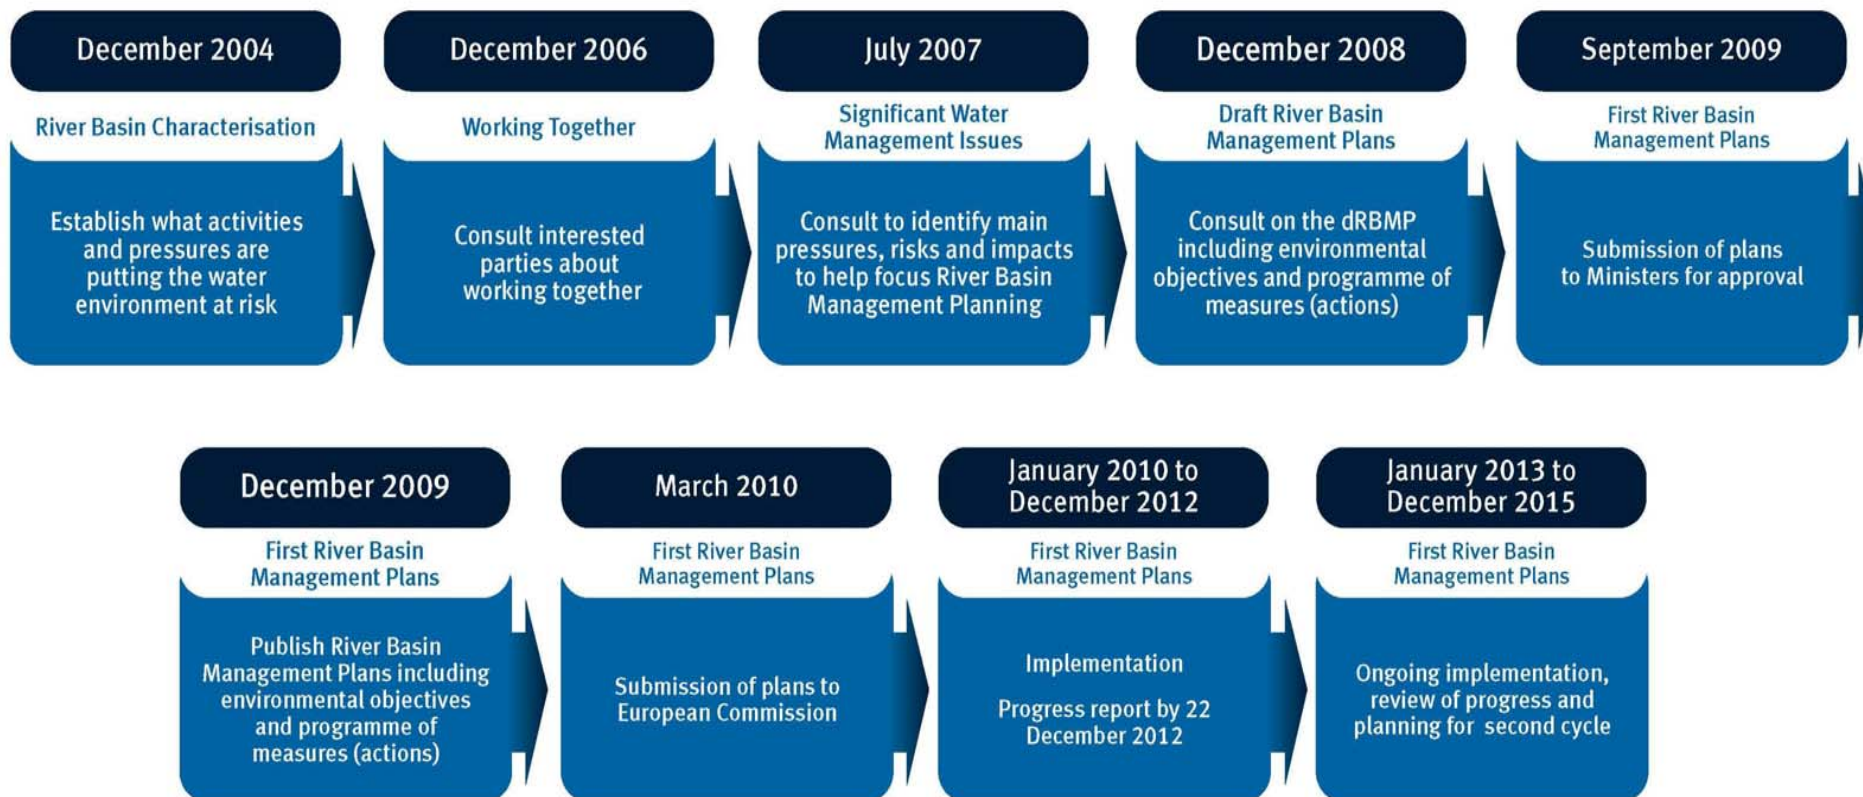 December 2004
River Basin Characterisation
Establish what activities
and pressures are
putting the water
environment at risk
December 2006
Working Together
Consult interested
parties about
working together
July 2007
Significant Water
Management Issues
Consult to identify main
pressures, risks and impacts
to help focus River Basin
Management Planning
December 2008
Draft River Basin
Management Plans
Consult on the dRBMP
including environmental
objectives and programme of
measures (actions)
September 2009
First River Basin
Management Plans
Submission of plans
to Ministers for approval
December 2009
First River Basin
Management Plans
Publish River Basin
Management Plans including
environmental objectives
and programme of
measures (actions)
March 2010
First River Basin
Management Plans
Submission of plans to
European Commission
January 2010 to
December 2012
First River Basin
Management Plans
Implementation
Progress report by 22
December 2012
January 2013 to
December 2015
First River Basin
Management Plans
Ongoing implementation,
review of progress and
planning for second cycle